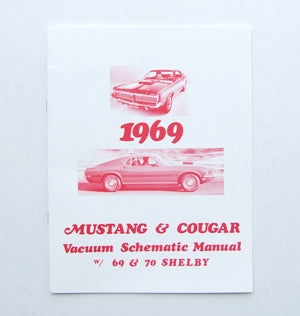 1969
MUSTANG & COUGAR
Vacuum Schematic Manual
W/ 69 & 70 SHELBY